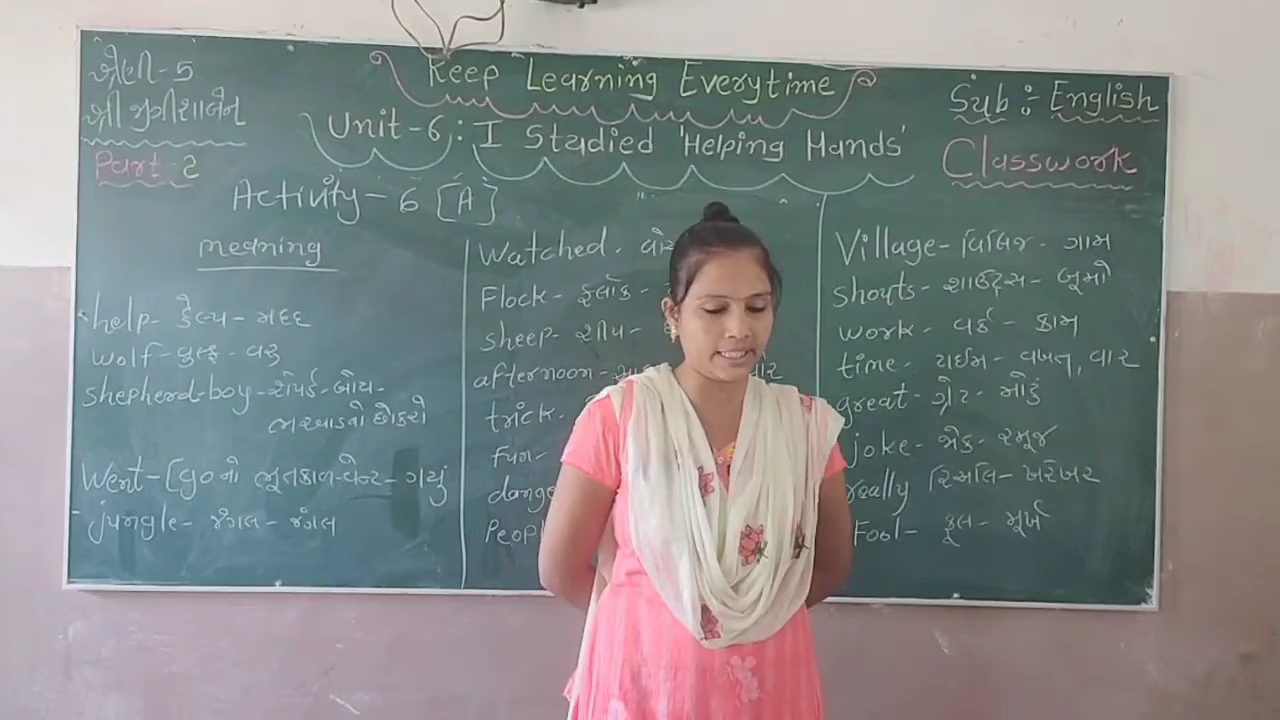 ધોરણ-5
શ્રી જીગીશાબેન
Part-2
Keep Learning Everytime
Unit-6: I Studied 'Helping Hands'
Sub:- English
Classwork
Activity-6 [A]
meaning
help- હેલ્પ- મદદ
wolf- વુલ્ફ- વરુ
shepherd-boy- શેપર્ડ-બોય-
ભરવાડનો છોકરો
Went-[go નો ભૂતકાળ-વેન્ટ- ગયું
jungle- જંગલ- જંગલ
Watched.
Flock- ફ્લોક-
sheep- શીપ-
afternoon-
trick.
fun-
Village- વિલિજ- ગામ
shouts- શાઉટ્સ- બૂમો
work- વર્ક- કામ
time- ટાઈમ- વખત, વાર
great- ગ્રેટ- મોટું
joke- જોક- રમૂજ
really રિઅલિ- ખરેખર
Fool- ફૂલ- મૂર્ખ